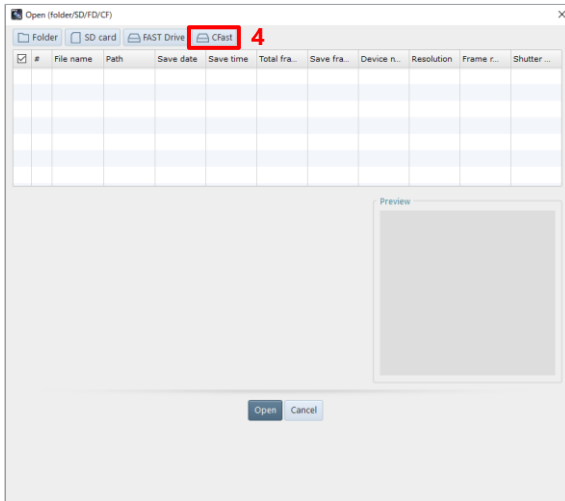 Open (folder/SD/FD/CF)
Folder SD card FAST Drive CFast 4
# File name Path Save date Save time Total fra... Save fra... Device n... Resolution Frame r... Shutter ...
Preview
Open Cancel